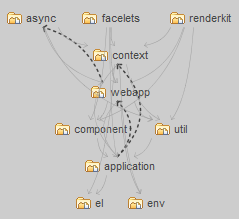 async facelets renderkit
context
webapp
component util
application
el env